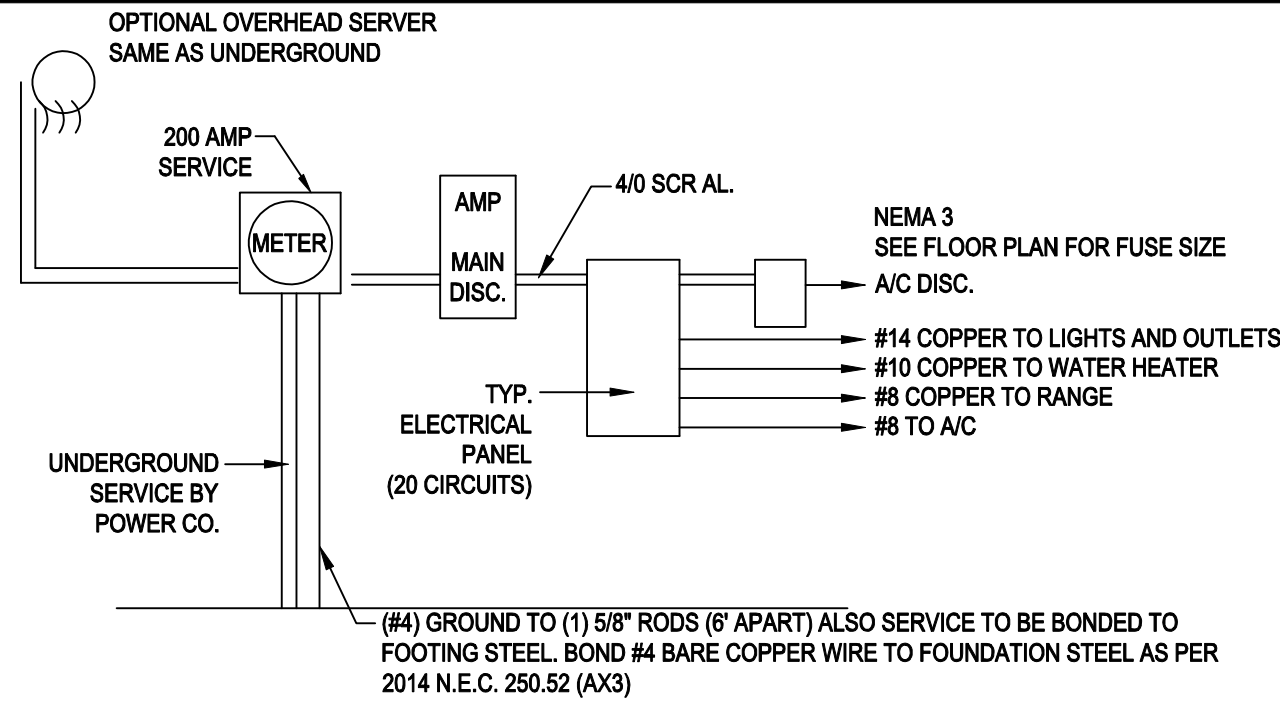 OPTIONAL OVERHEAD SERVER
SAME AS UNDERGROUND
200 AMP
SERVICE
METER
AMP
MAIN
DISC.
4/0 SCR AL.
NEMA 3
SEE FLOOR PLAN FOR FUSE SIZE
A/C DISC.
#14 COPPER TO LIGHTS AND OUTLETS
#10 COPPER TO WATER HEATER
#8 COPPER TO RANGE
#8 TO A/C
TYP.
ELECTRICAL
PANEL
(20 CIRCUITS)
UNDERGROUND
SERVICE BY
POWER CO.
(#4) GROUND TO (1) 5/8" RODS (6' APART) ALSO SERVICE TO BE BONDED TO
FOOTING STEEL. BOND #4 BARE COPPER WIRE TO FOUNDATION STEEL AS PER
2014 N.E.C. 250.52 (AX3)